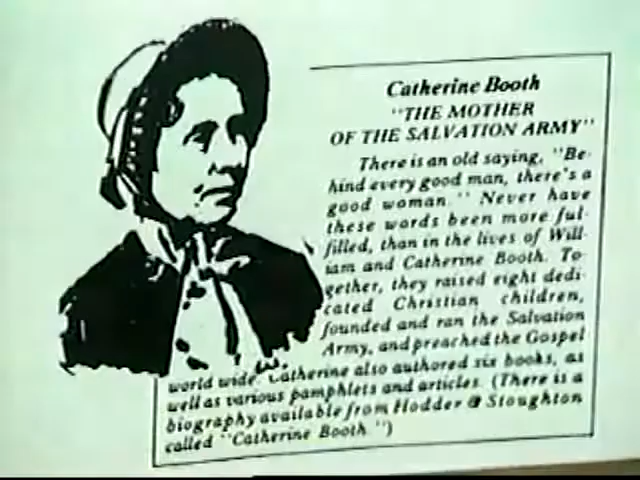 Catherine Booth
"THE MOTHER
OF THE SALVATION ARMY"
There is an old saying, "Be-
hind every good man, there's a
good woman." Never have
these words been more ful-
filled, than in the lives of Will-
iam and Catherine Booth. To-
gether, they raised eight dedi-
cated Christian children,
founded and ran the Salvation
Army, and preached the Gospel
world wide. Catherine also authored six books, as
well as various pamphlets and articles. (There is a
biography available from Hodder @ Stoughton
called "Catherine Booth.")